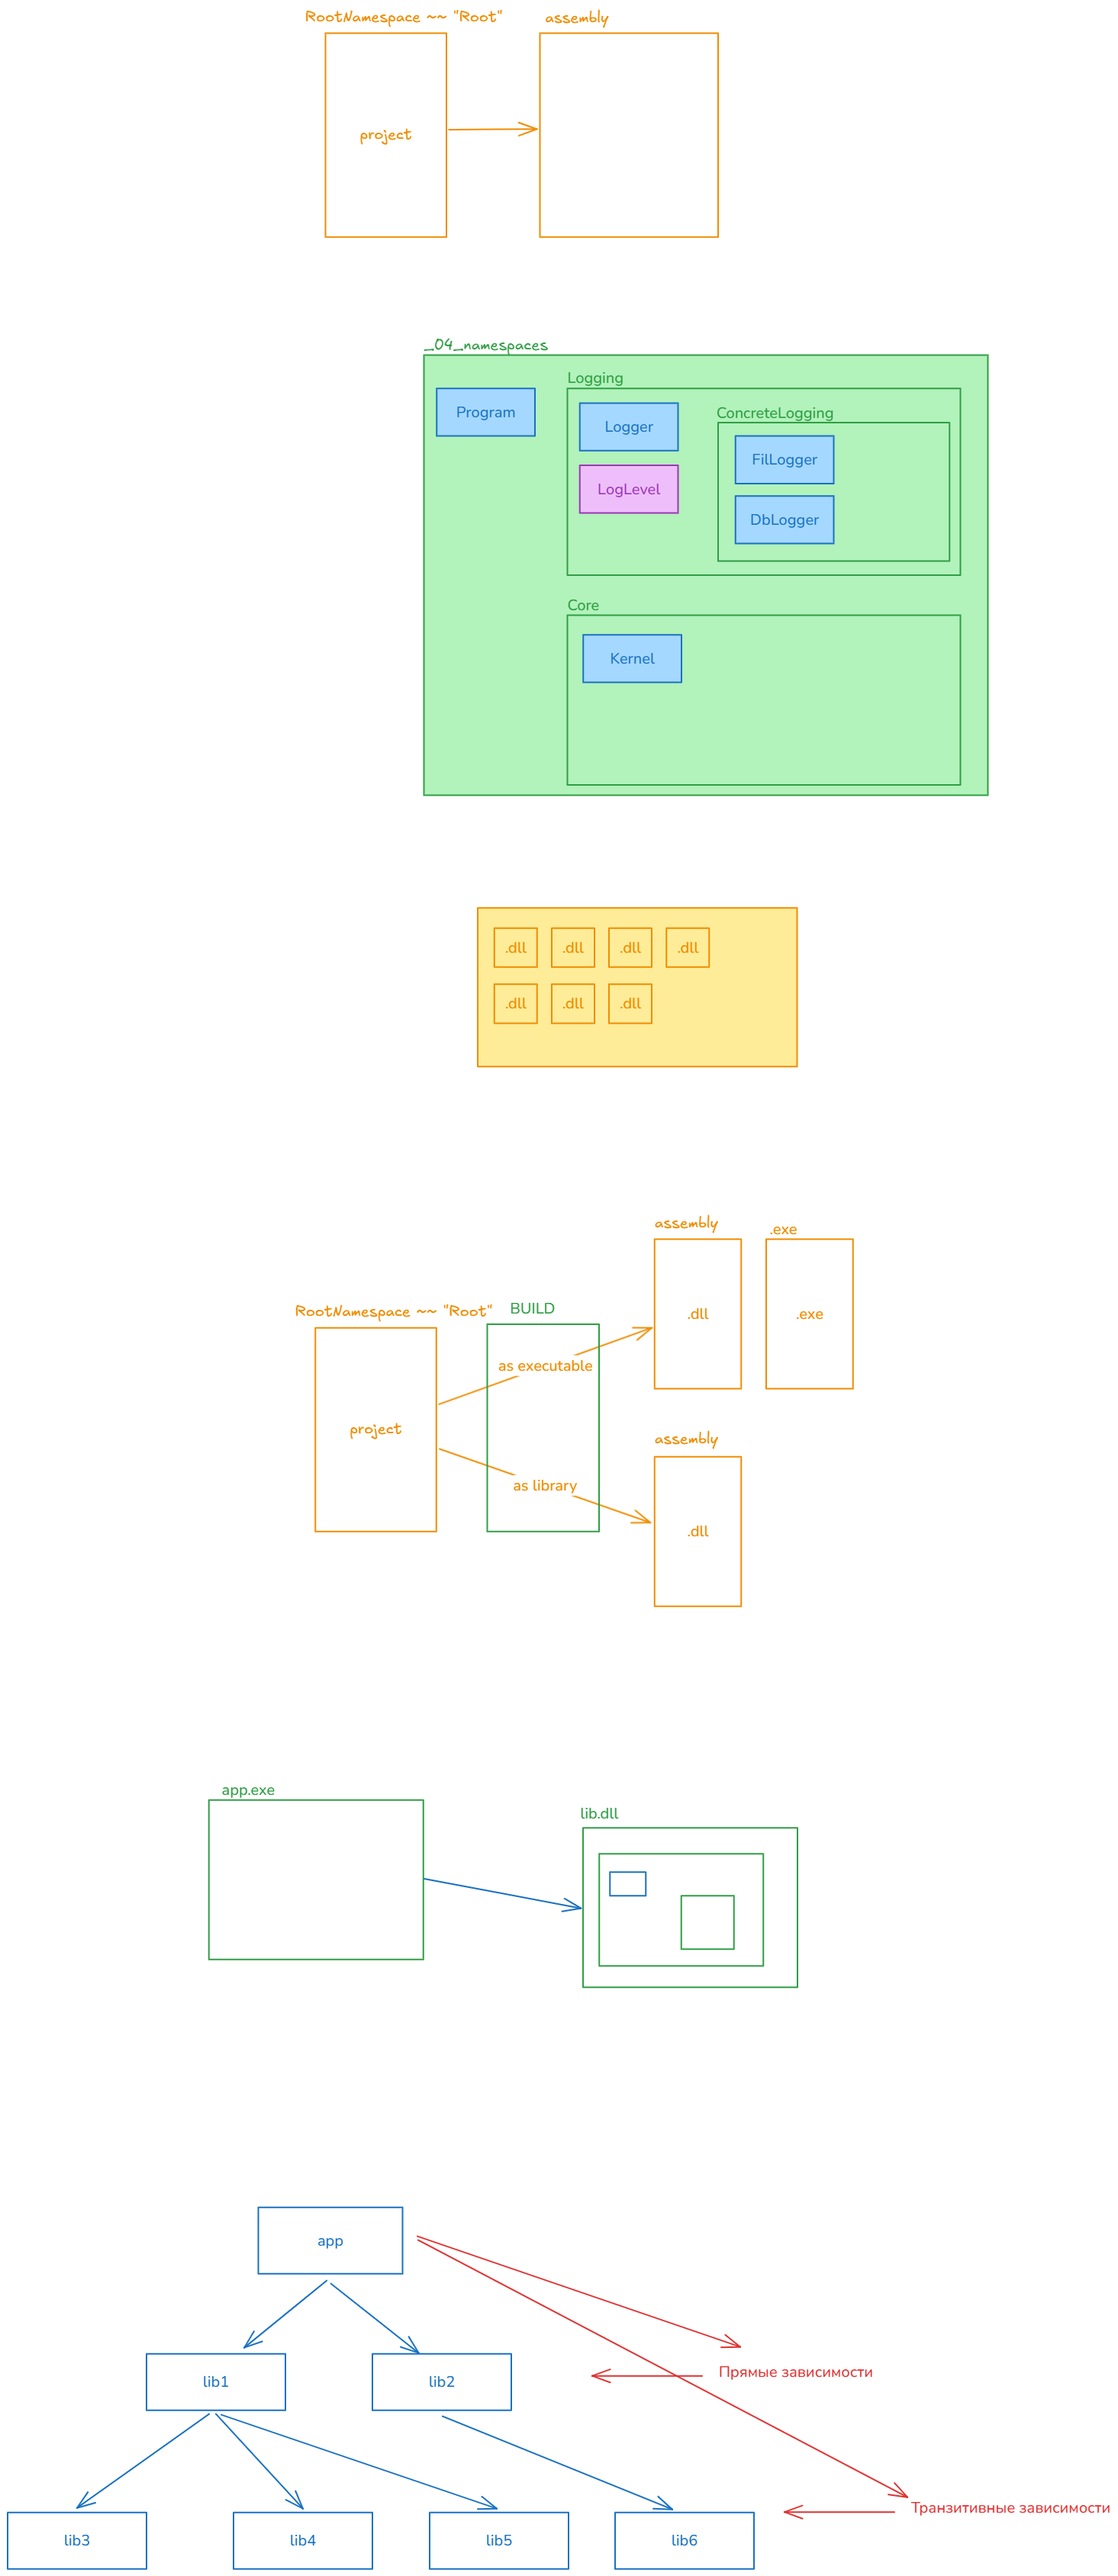 RootNamespace ~~ "Root"
assembly
project
_04_namespaces
Program
Logging
Logger
LogLevel
ConcreteLogging
FilLogger
DbLogger
Core
Kernel
.dll
.dll
.dll
.dll
.dll
.dll
.dll
assembly
.exe
.dll
.exe
RootNamespace ~~ "Root"
BUILD
as executable
project
as library
assembly
.dll
app.exe
lib.dll
app
lib1
lib2
Прямые зависимости
lib3
lib4
lib5
lib6
Транзитивные зависимости